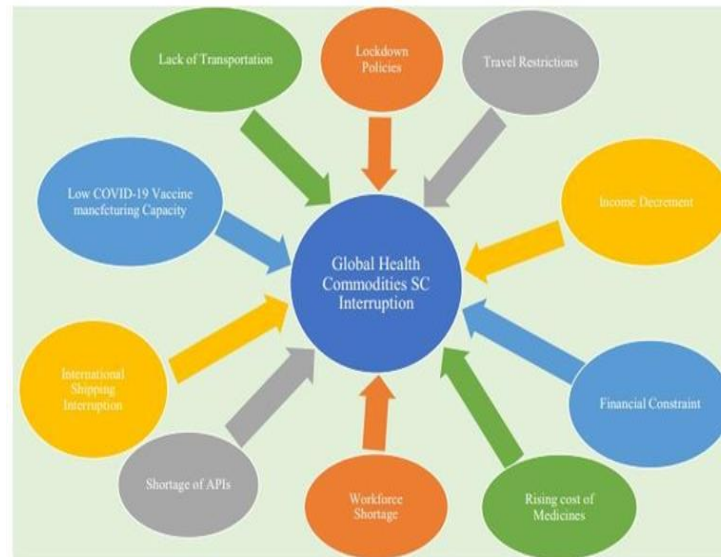 Lack of Transportation
Lockdown
Policies
Travel Restrictions
Low COVID-19 Vaccine
mancfcturing Capacity
Income Decrement
Global Health
Commodities SC
Interruption
International
Shipping
Interruption
Financial Constraint
Shortage of APIs
Workforce
Shortage
Rising cost of
Medicines